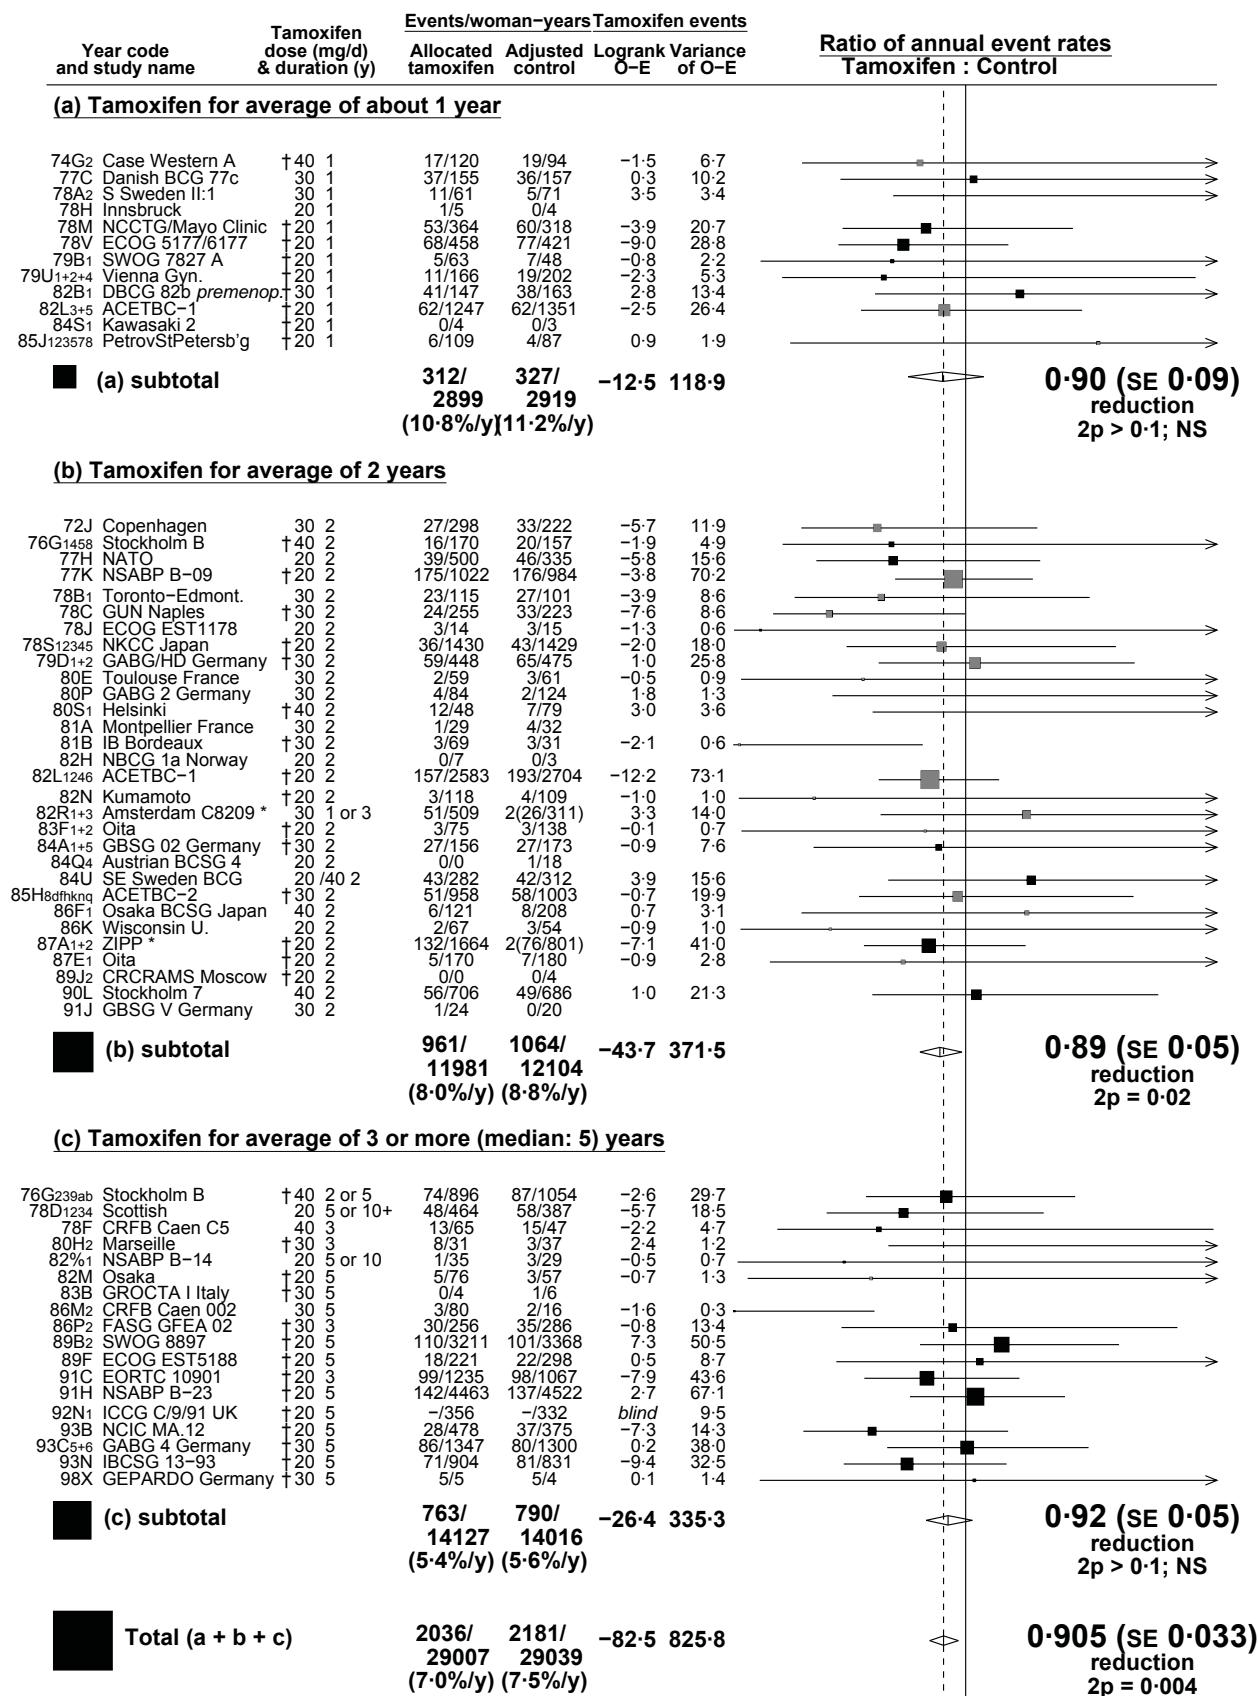 Year code and study name
Tamoxifen dose (mg/d) & duration (y)
Events/woman−years
Allocated tamoxifen
Adjusted control
Tamoxifen events
Logrank O−E
Variance of O−E
Ratio of annual event rates
Tamoxifen : Control
(a) Tamoxifen for average of about 1 year
74G2 Case Western A †40 1 17/120 19/94 −1·5 6·7
77C Danish BCG 77c 30 1 37/155 36/157 0·3 10·2
78A2 S Sweden II:1 30 1 11/61 5/71 3·5 3·4
78H Innsbruck 20 1 1/5 0/4
78M NCCTG/Mayo Clinic †20 1 53/364 60/318 −3·9 20·7
78V ECOG 5177/6177 †20 1 68/458 77/421 −9·0 28·8
79B1 SWOG 7827 A †20 1 5/63 7/48 −0·8 2·2
79U1+2+4 Vienna Gyn. †20 1 11/166 19/202 −2·3 5·3
82B1 DBCG 82b premenop. †30 1 41/147 38/163 2·8 13·4
82L3+5 ACETBC−1 †20 1 62/1247 62/1351 −2·5 26·4
84S1 Kawasaki 2 †20 1 0/4 0/3
85J123578 PetrovStPetersb'g †20 1 6/109 4/87 0·9 1·9
(a) subtotal 312/2899 327/2919 −12·5 118·9 0·90 (SE 0·09)
(10·8%/y) (11·2%/y) reduction
2p > 0·1; NS
(b) Tamoxifen for average of 2 years
72J Copenhagen 30 2 27/298 33/222 −5·7 11·9
76G1458 Stockholm B †40 2 16/170 20/157 −1·9 4·9
77H NATO 20 2 39/500 46/335 −5·8 15·6
77K NSABP B−09 †20 2 175/1022 176/984 −3·8 70·2
78B1 Toronto−Edmont. 30 2 23/115 27/101 −3·9 8·6
78C GUN Naples †30 2 24/255 33/223 −7·6 8·6
78J ECOG EST1178 20 2 3/14 3/15 −1·3 0·6
78S12345 NKCC Japan †20 2 36/1430 43/1429 −2·0 18·0
79D1+2 GABG/HD Germany †30 2 59/448 65/475 1·0 25·8
80E Toulouse France 30 2 2/59 3/61 −0·5 0·9
80P GABG 2 Germany 30 2 4/84 2/124 1·8 1·3
80S1 Helsinki †40 2 12/48 7/79 3·0 3·6
81A Montpellier France 30 2 1/29 4/32
81B IB Bordeaux †30 2 3/69 3/31 −2·1 0·6
82H NBCG 1a Norway 20 2 0/7 0/3
82L1246 ACETBC−1 †20 2 157/2583 193/2704 −12·2 73·1
82N Kumamoto †20 2 3/118 4/109 −1·0 1·0
82R1+3 Amsterdam C8209 * 30 1 or 3 51/509 2(26/311) 3·3 14·0
83F1+2 Oita †20 2 3/75 3/138 −0·1 0·7
84A1+5 GBSG 02 Germany †30 2 27/156 27/173 −0·9 7·6
84Q4 Austrian BCSG 4 20 2 0/0 1/18
84U SE Sweden BCG 20 /40 2 43/282 42/312 3·9 15·6
85H8dfhknq ACETBC−2 †30 2 51/958 58/1003 −0·7 19·9
86F1 Osaka BCSG Japan 40 2 6/121 8/208 0·7 3·1
86K Wisconsin U. 20 2 2/67 3/54 −0·9 1·0
87A1+2 ZIPP * †20 2 132/1664 2(76/801) −7·1 41·0
87E1 Oita †20 2 5/170 7/180 −0·9 2·8
89J2 CRCRAMS Moscow †20 2 0/0 0/4
90L Stockholm 7 40 2 56/706 49/686 1·0 21·3
91J GBSG V Germany 30 2 1/24 0/20
(b) subtotal 961/11981 1064/12104 −43·7 371·5 0·89 (SE 0·05)
(8·0%/y) (8·8%/y) reduction
2p = 0·02
(c) Tamoxifen for average of 3 or more (median: 5) years
76G239ab Stockholm B †40 2 or 5 74/896 87/1054 −2·6 29·7
78D1234 Scottish 20 5 or 10+ 48/464 58/387 −5·7 18·5
78F CRFB Caen C5 40 3 13/65 15/47 −2·2 4·7
80H2 Marseille †30 3 8/31 3/37 2·4 1·2
82%1 NSABP B−14 20 5 or 10 1/35 3/29 −0·5 0·7
82M Osaka †20 5 5/76 3/57 −0·7 1·3
83B GROCTA I Italy †30 5 0/4 1/6
86M2 CRFB Caen 002 30 5 3/80 2/16 −1·6 0·3
86P2 FASG GFEA 02 †30 3 30/256 35/286 −0·8 13·4
89B2 SWOG 8897 †20 5 110/3211 101/3368 7·3 50·5
89F ECOG EST5188 †20 5 18/221 22/298 0·5 8·7
91C EORTC 10901 †20 3 99/1235 98/1067 −7·9 43·6
91H NSABP B−23 †20 5 142/4463 137/4522 2·7 67·1
92N1 ICCG C/9/91 UK †20 5 −/356 −/332 blind 9·5
93B NCIC MA.12 †20 5 28/478 37/375 −7·3 14·3
93C5+6 GABG 4 Germany †30 5 86/1347 80/1300 0·2 38·0
93N IBCSG 13−93 †20 5 71/904 81/831 −9·4 32·5
98X GEPARDO Germany †30 5 5/5 5/4 0·1 1·4
(c) subtotal 763/14127 790/14016 −26·4 335·3 0·92 (SE 0·05)
(5·4%/y) (5·6%/y) reduction
2p > 0·1; NS
Total (a + b + c) 2036/29007 2181/29039 −82·5 825·8 0·905 (SE 0·033)
(7·0%/y) (7·5%/y) reduction
2p = 0·004